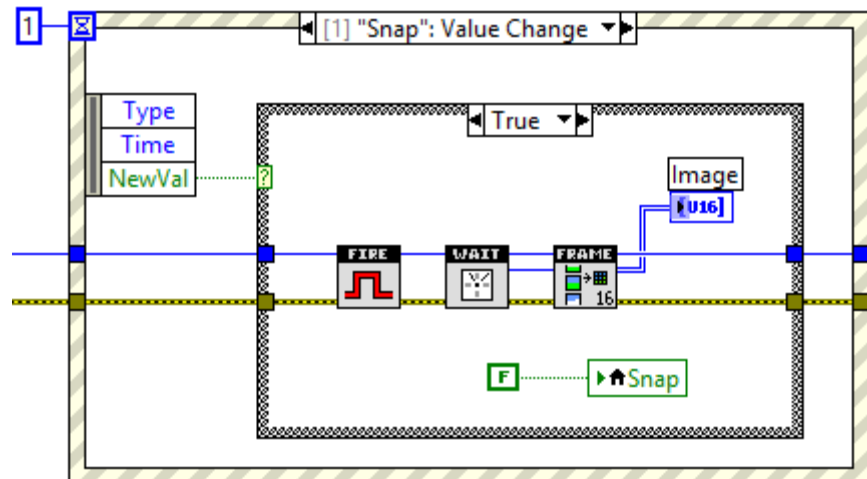 1
[1] "Snap": Value Change
Type
Time
NewVal
?
True
Image
[U16]
FIRE
WAIT
FRAME
16
F
Snap